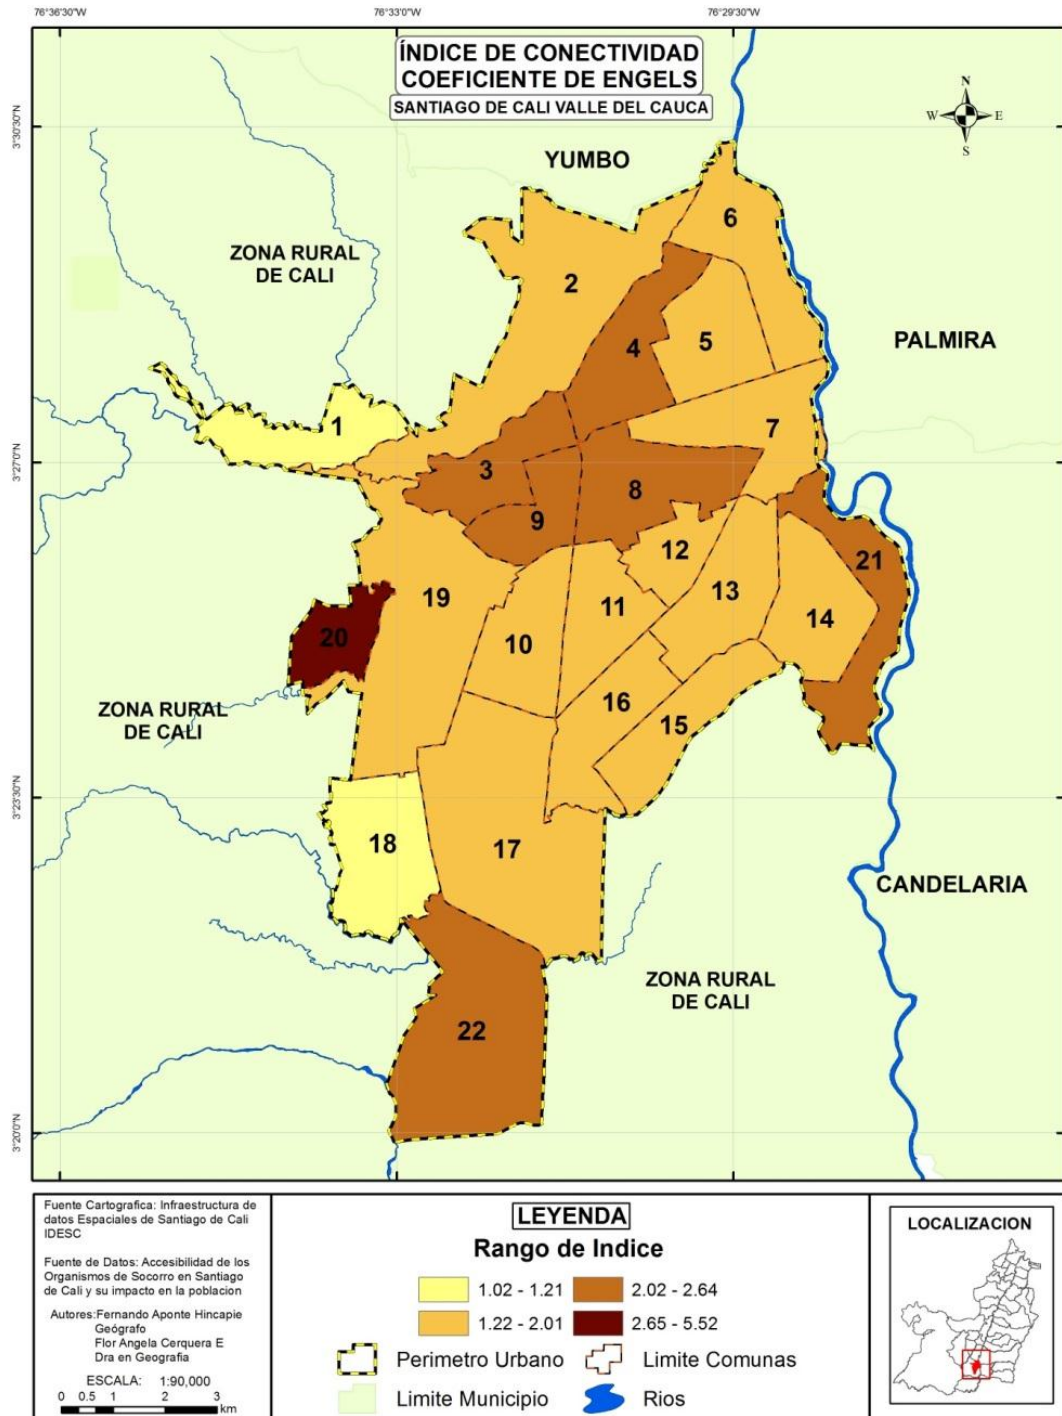 76°36'30"W
76°33'0"W
76°29'30"W
ÍNDICE DE CONECTIVIDAD
COEFICIENTE DE ENGELS
SANTIAGO DE CALI VALLE DEL CAUCA
N
W
E
S
3°30'30"N
3°27'0"N
3°23'30"N
3°20'0"N
YUMBO
ZONA RURAL
DE CALI
PALMIRA
6
2
5
4
1
7
3
8
9
12
21
19
13
11
14
20
10
16
15
ZONA RURAL
DE CALI
18
17
CANDELARIA
ZONA RURAL
DE CALI
22
Fuente Cartografica: Infraestructura de
datos Espaciales de Santiago de Cali
IDESC
Fuente de Datos: Accesibilidad de los
Organismos de Socorro en Santiago
de Cali y su impacto en la poblacion
Autores:Fernando Aponte Hincapie
Geógrafo
Flor Angela Cerquera E
Dra en Geografia
ESCALA: 1:90,000
0 0.5 1 2 3
km
LEYENDA
Rango de Indice
1.02 - 1.21
2.02 - 2.64
1.22 - 2.01
2.65 - 5.52
Perimetro Urbano
Limite Comunas
Limite Municipio
Rios
LOCALIZACION